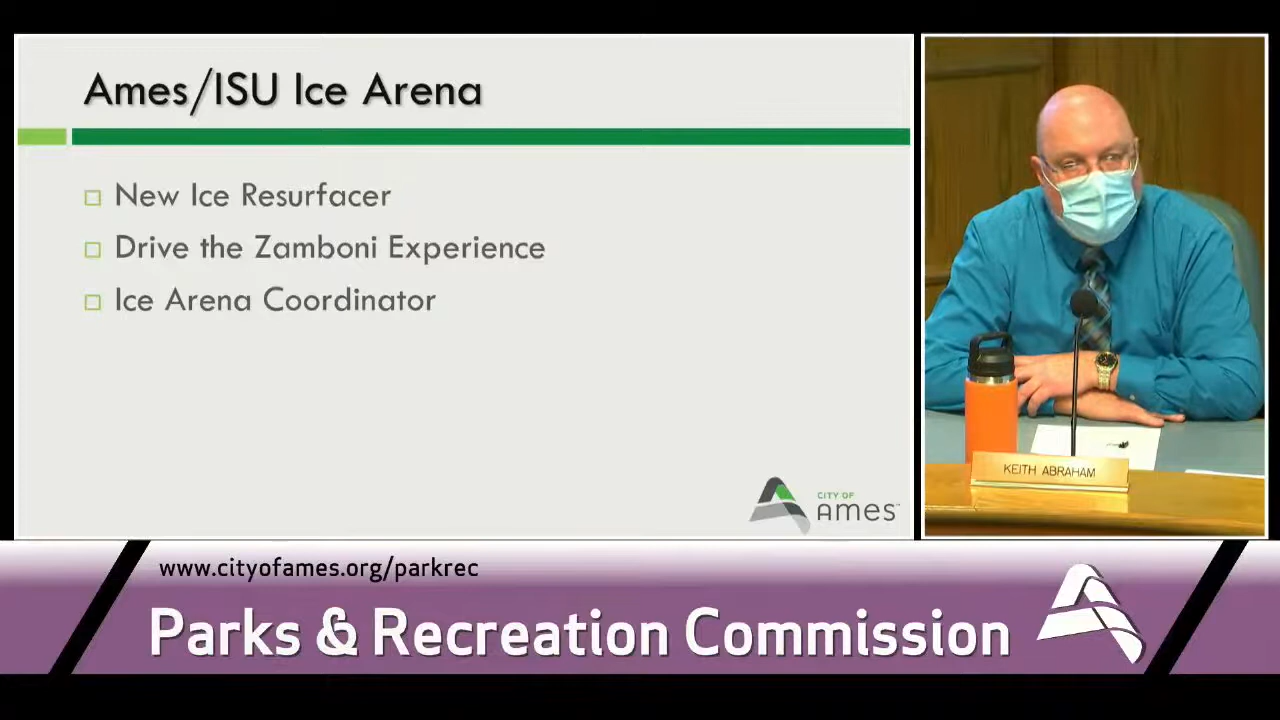 Ames/ISU Ice Arena
New Ice Resurfacer
Drive the Zamboni Experience
Ice Arena Coordinator
CITY OF
AMES™
KEITH ABRAHAM
www.cityofames.org/parkrec
Parks & Recreation Commission